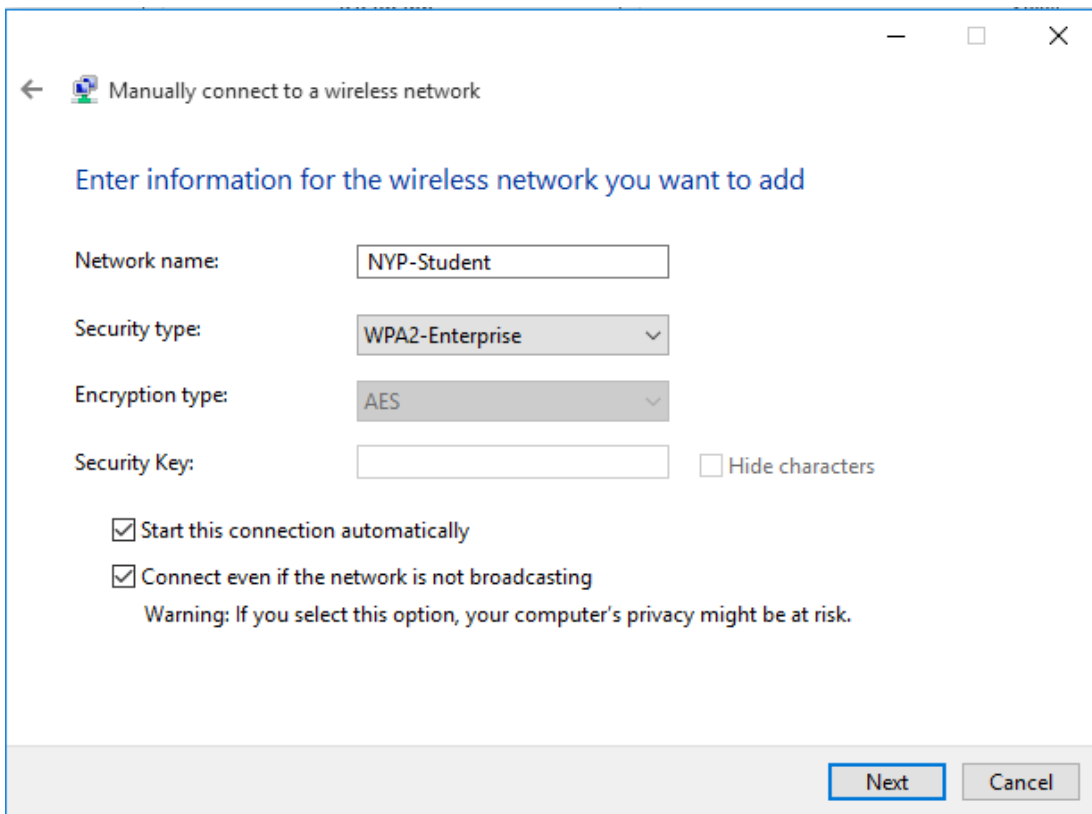 Manually connect to a wireless network
Enter information for the wireless network you want to add
Network name: NYP-Student
Security type: WPA2-Enterprise
Encryption type: AES
Security Key: Hide characters
Start this connection automatically
Connect even if the network is not broadcasting
Warning: If you select this option, your computer's privacy might be at risk.
Next Cancel